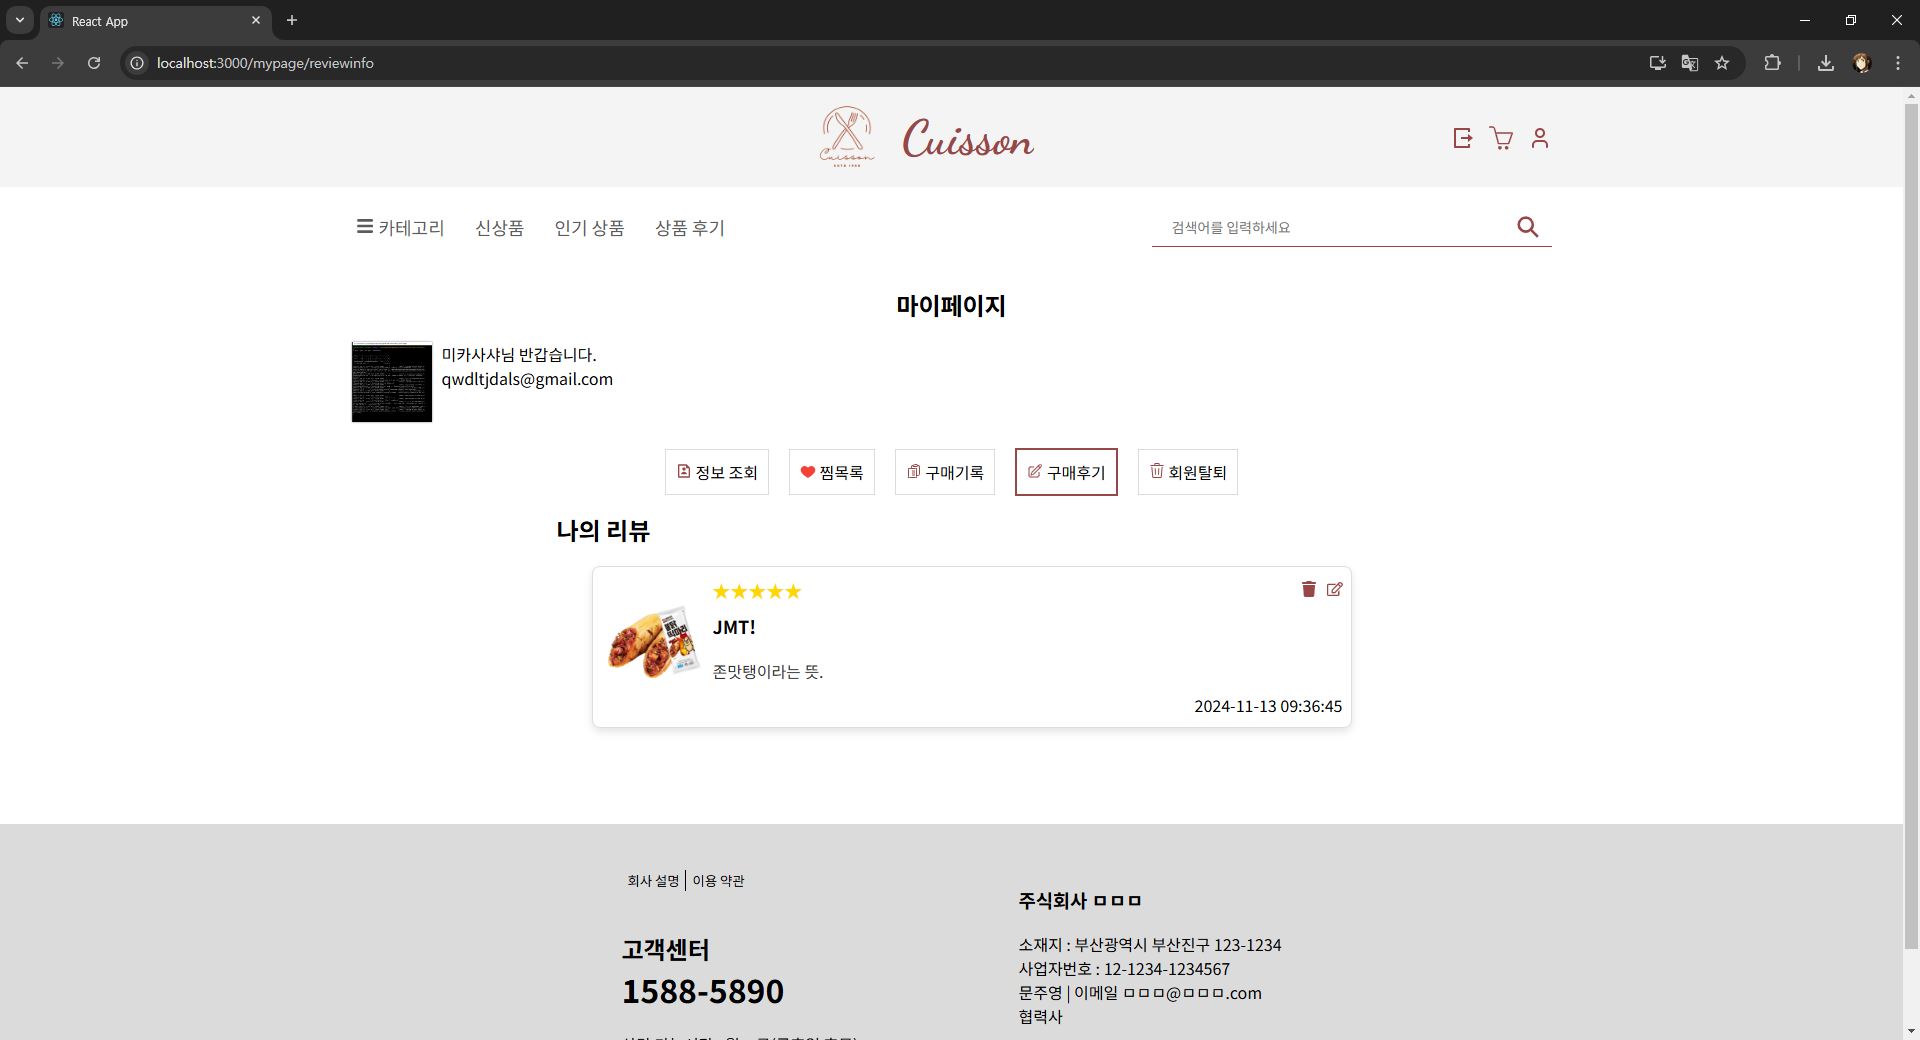 React App
localhost:3000/mypage/reviewinfo
Cuisson
Cuisson
카테고리 신상품 인기 상품 상품 후기
검색어를 입력하세요
마이페이지
미카사샤님 반갑습니다.
qwdltjdals@gmail.com
정보 조회 찜목록 구매기록 구매후기 회원탈퇴
나의 리뷰
★★★★★
JMT!
존맛탱이라는 뜻.
2024-11-13 09:36:45
회사 설명 이용 약관
고객센터
1588-5890
주식회사 ㅁㅁㅁ
소재지 : 부산광역시 부산진구 123-1234
사업자번호 : 12-1234-1234567
문주영 | 이메일 ㅁㅁㅁ@ㅁㅁㅁ.com
협력사